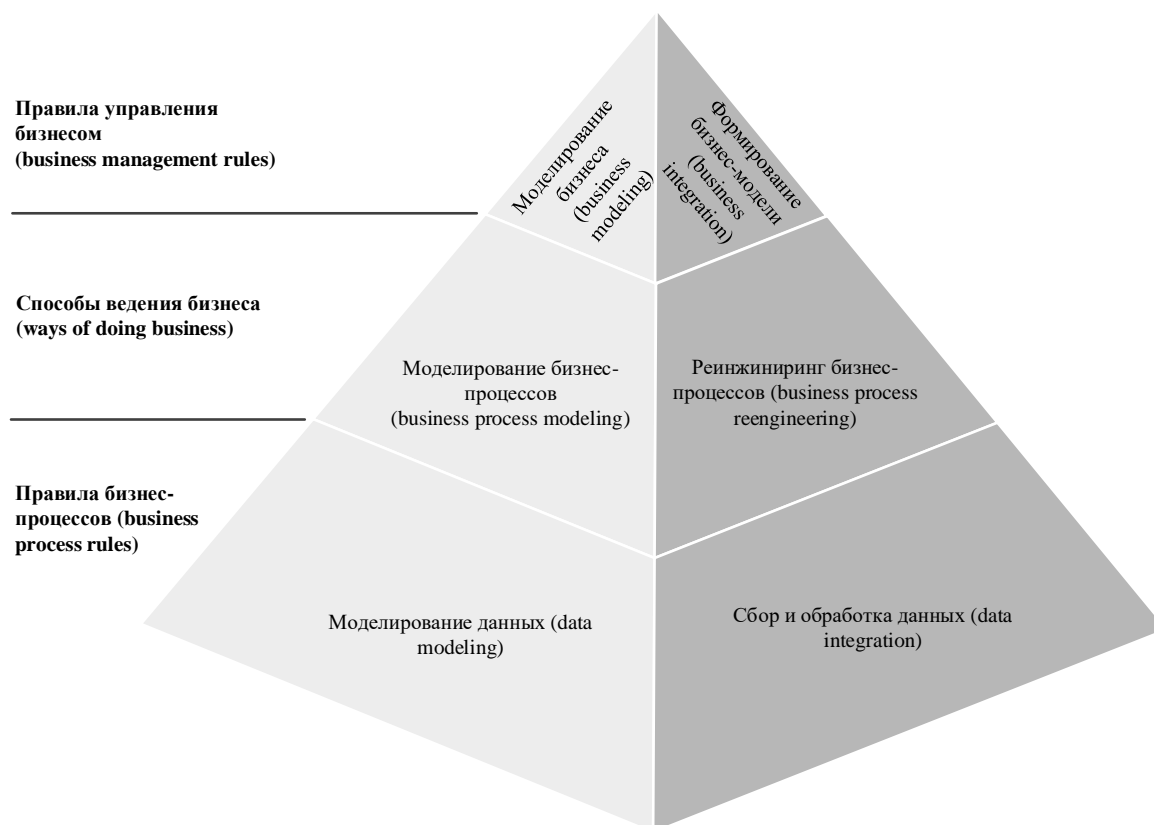 Правила управления
бизнесом
(business management rules)
Моделирование
бизнеса
(business
modeling)
Формирование
бизнес-модели
(business
integration)
Способы ведения бизнеса
(ways of doing business)
Моделирование бизнес-
процессов
(business process modeling)
Реинжиниринг бизнес-
процессов (business process
reengineering)
Правила бизнес-
процессов (business
process rules)
Моделирование данных (data
modeling)
Сбор и обработка данных (data
integration)